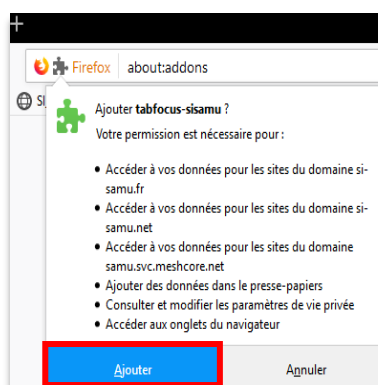 +
Firefox about:addons
SI
Ajouter tabfocus-sisamu ?
Votre permission est nécessaire pour :
• Accéder à vos données pour les sites du domaine si-
samu.fr
• Accéder à vos données pour les sites du domaine si-
samu.net
• Accéder à vos données pour les sites du domaine
samu.svc.meshcore.net
• Ajouter des données dans le presse-papiers
• Consulter et modifier les paramètres de vie privée
• Accéder aux onglets du navigateur
Ajouter Annuler